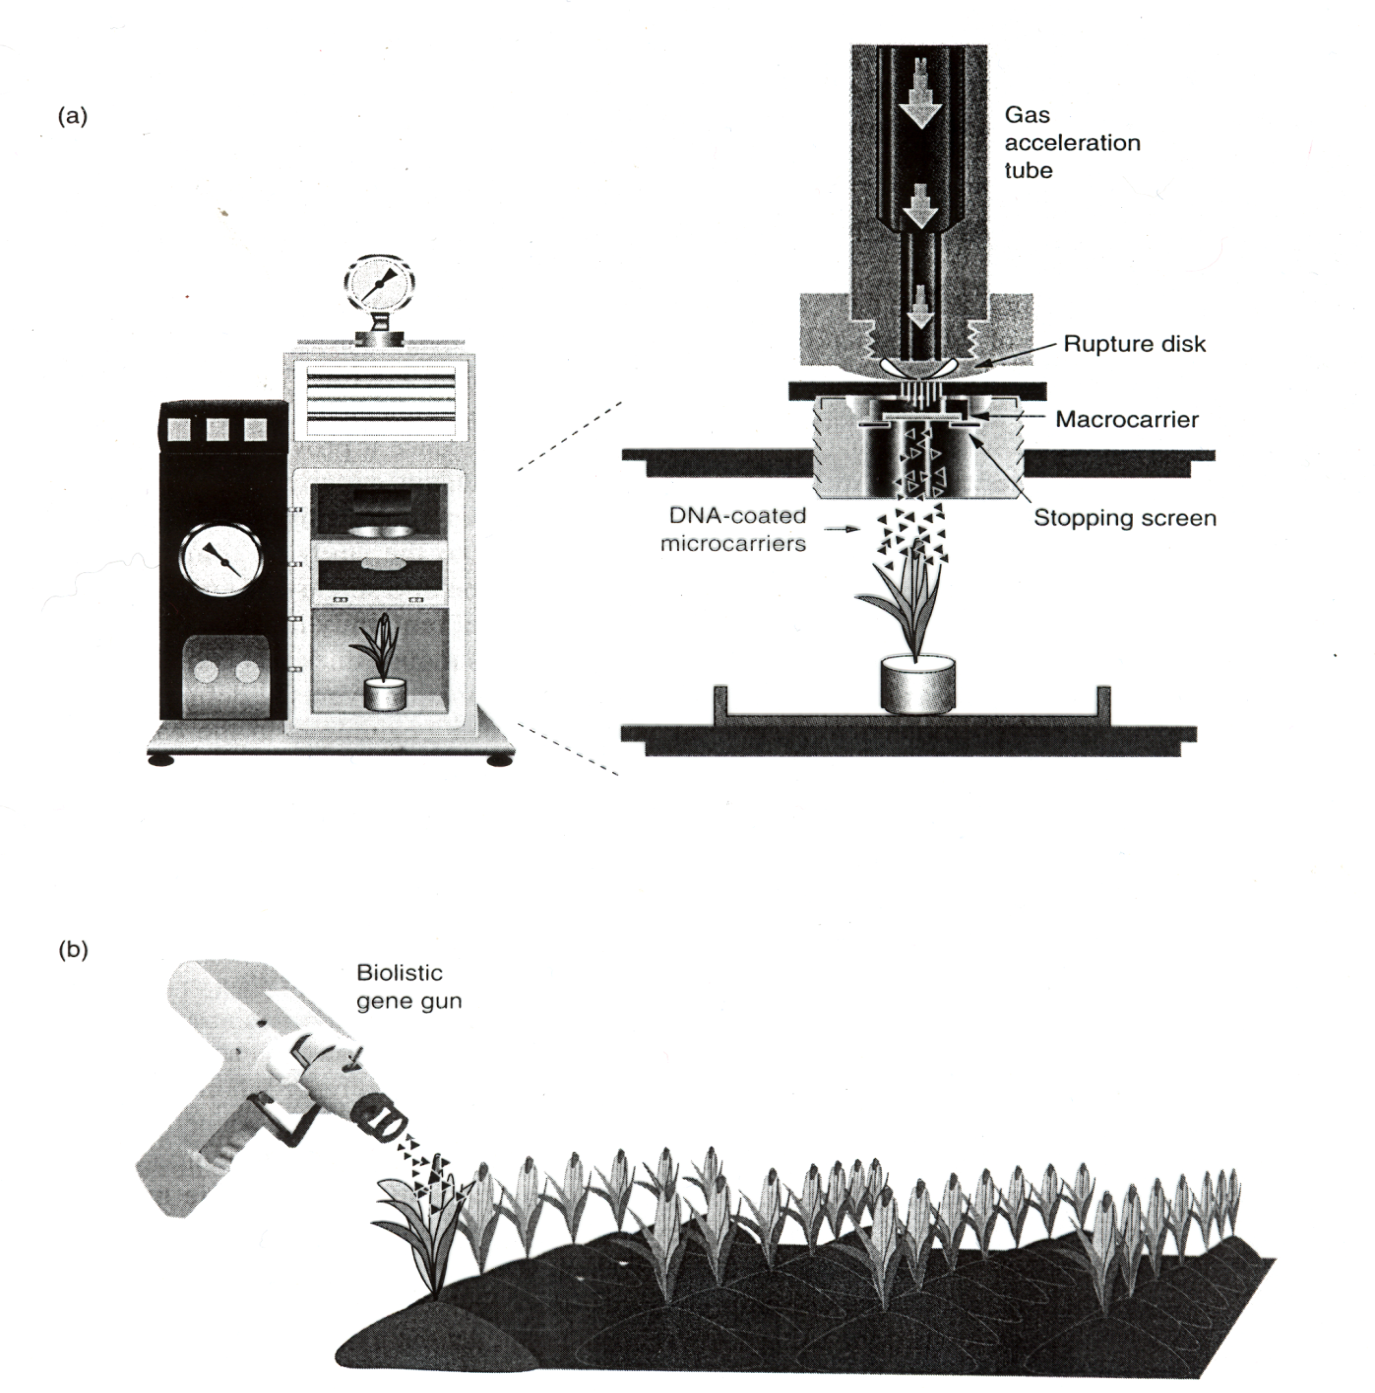 (a)
Gas
acceleration
tube
Rupture disk
Macrocarrier
Stopping screen
DNA-coated
microcarriers
(b)
Biolistic
gene gun